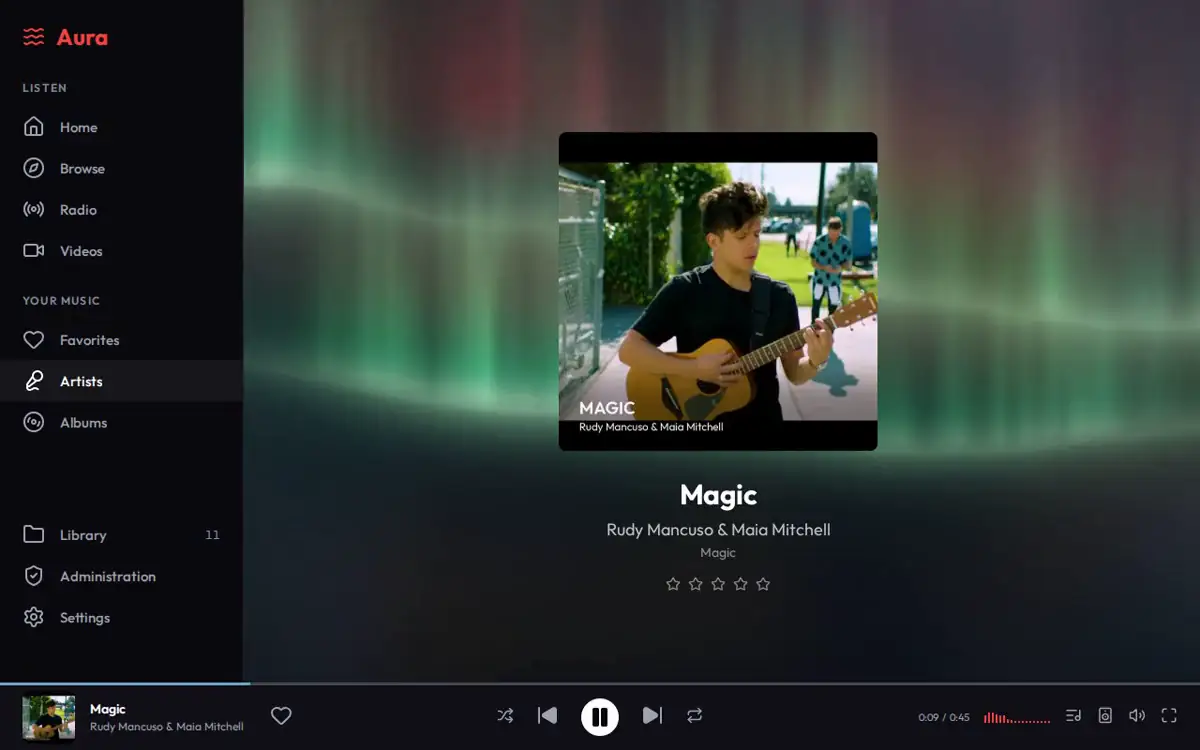 Aura
LISTEN
Home
Browse
Radio
Videos
YOUR MUSIC
Favorites
Artists
Albums
Library 11
Administration
Settings
MAGIC
Rudy Mancuso & Maia Mitchell
Magic
Rudy Mancuso & Maia Mitchell
Magic
Magic
Rudy Mancuso & Maia Mitchell
0:09 / 0:45